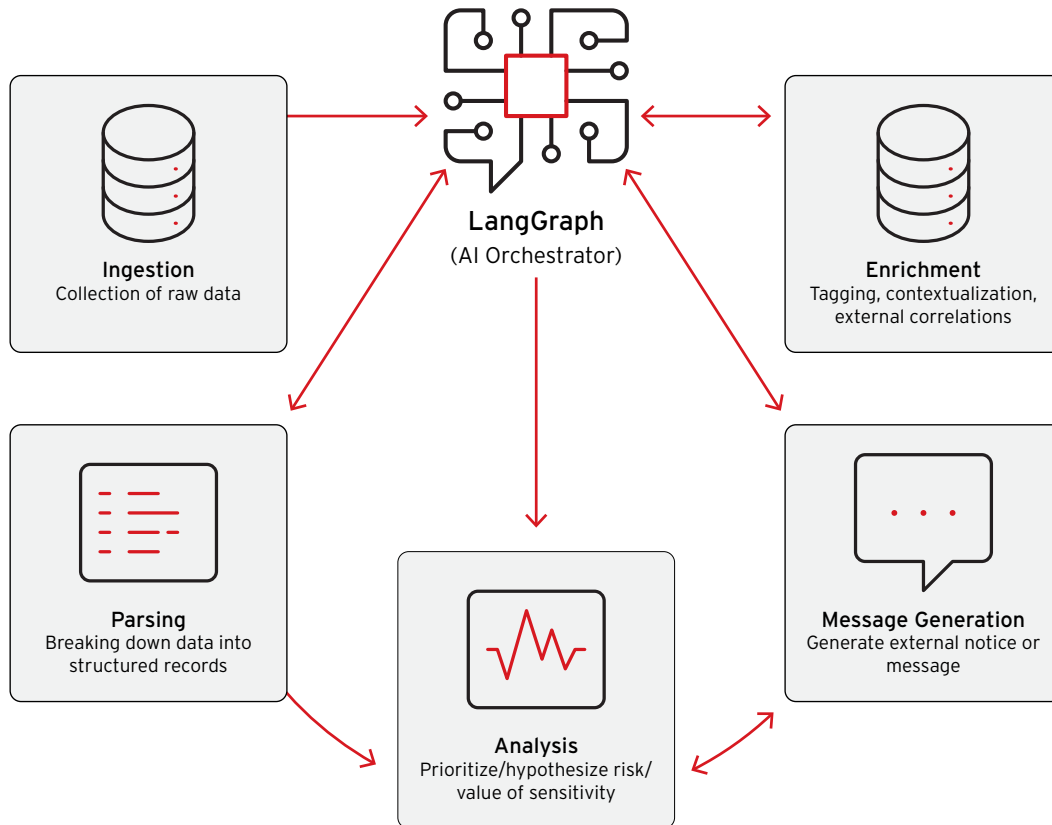 LangGraph
(AI Orchestrator)
Ingestion
Collection of raw data
Enrichment
Tagging, contextualization,
external correlations
Parsing
Breaking down data into
structured records
Analysis
Prioritize/hypothesize risk/
value of sensitivity
Message Generation
Generate external notice or
message